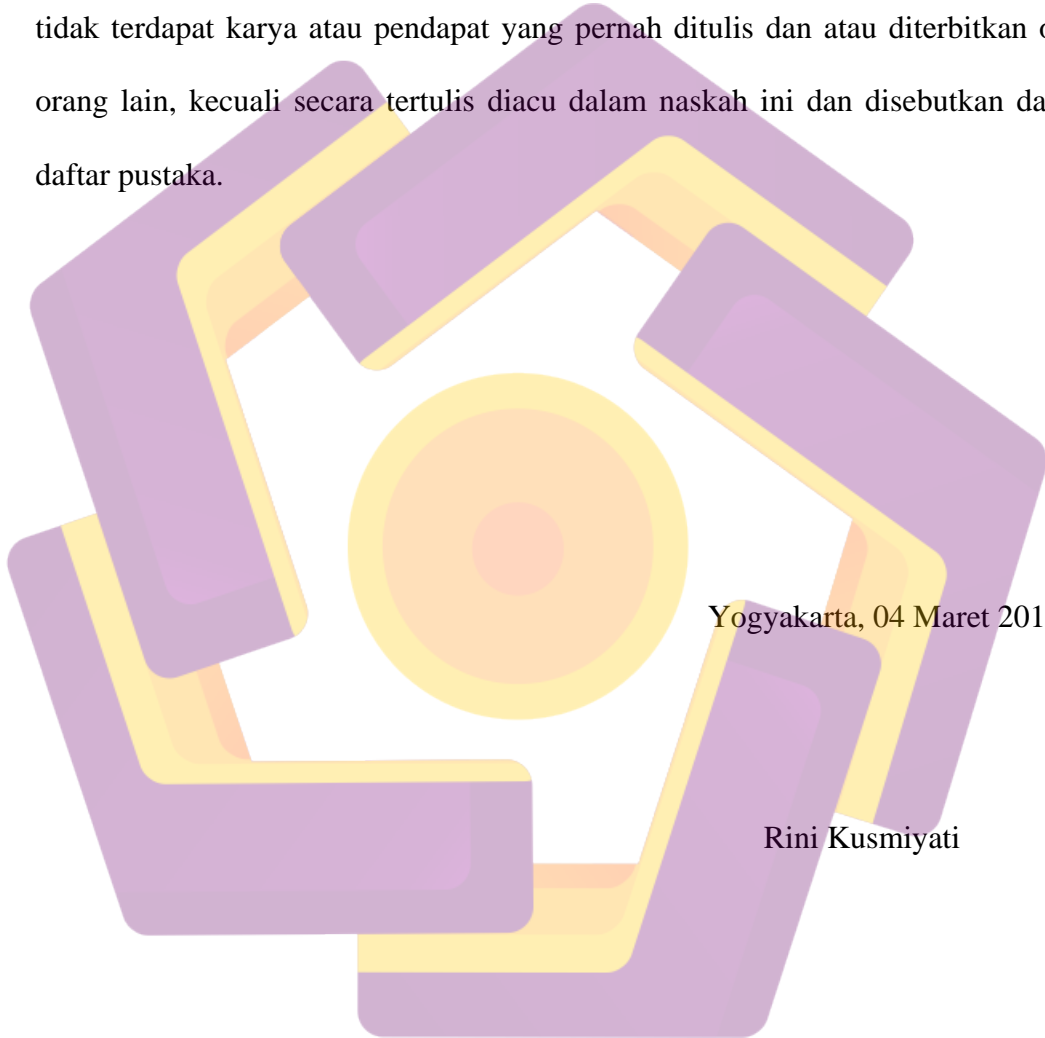 tidak terdapat karya atau pendapat yang pernah ditulis dan atau diterbitkan
orang lain, kecuali secara tertulis diacu dalam naskah ini dan disebutkan
daftar pustaka.
Yogyakarta, 04 Maret 201
Rini Kusmiyati